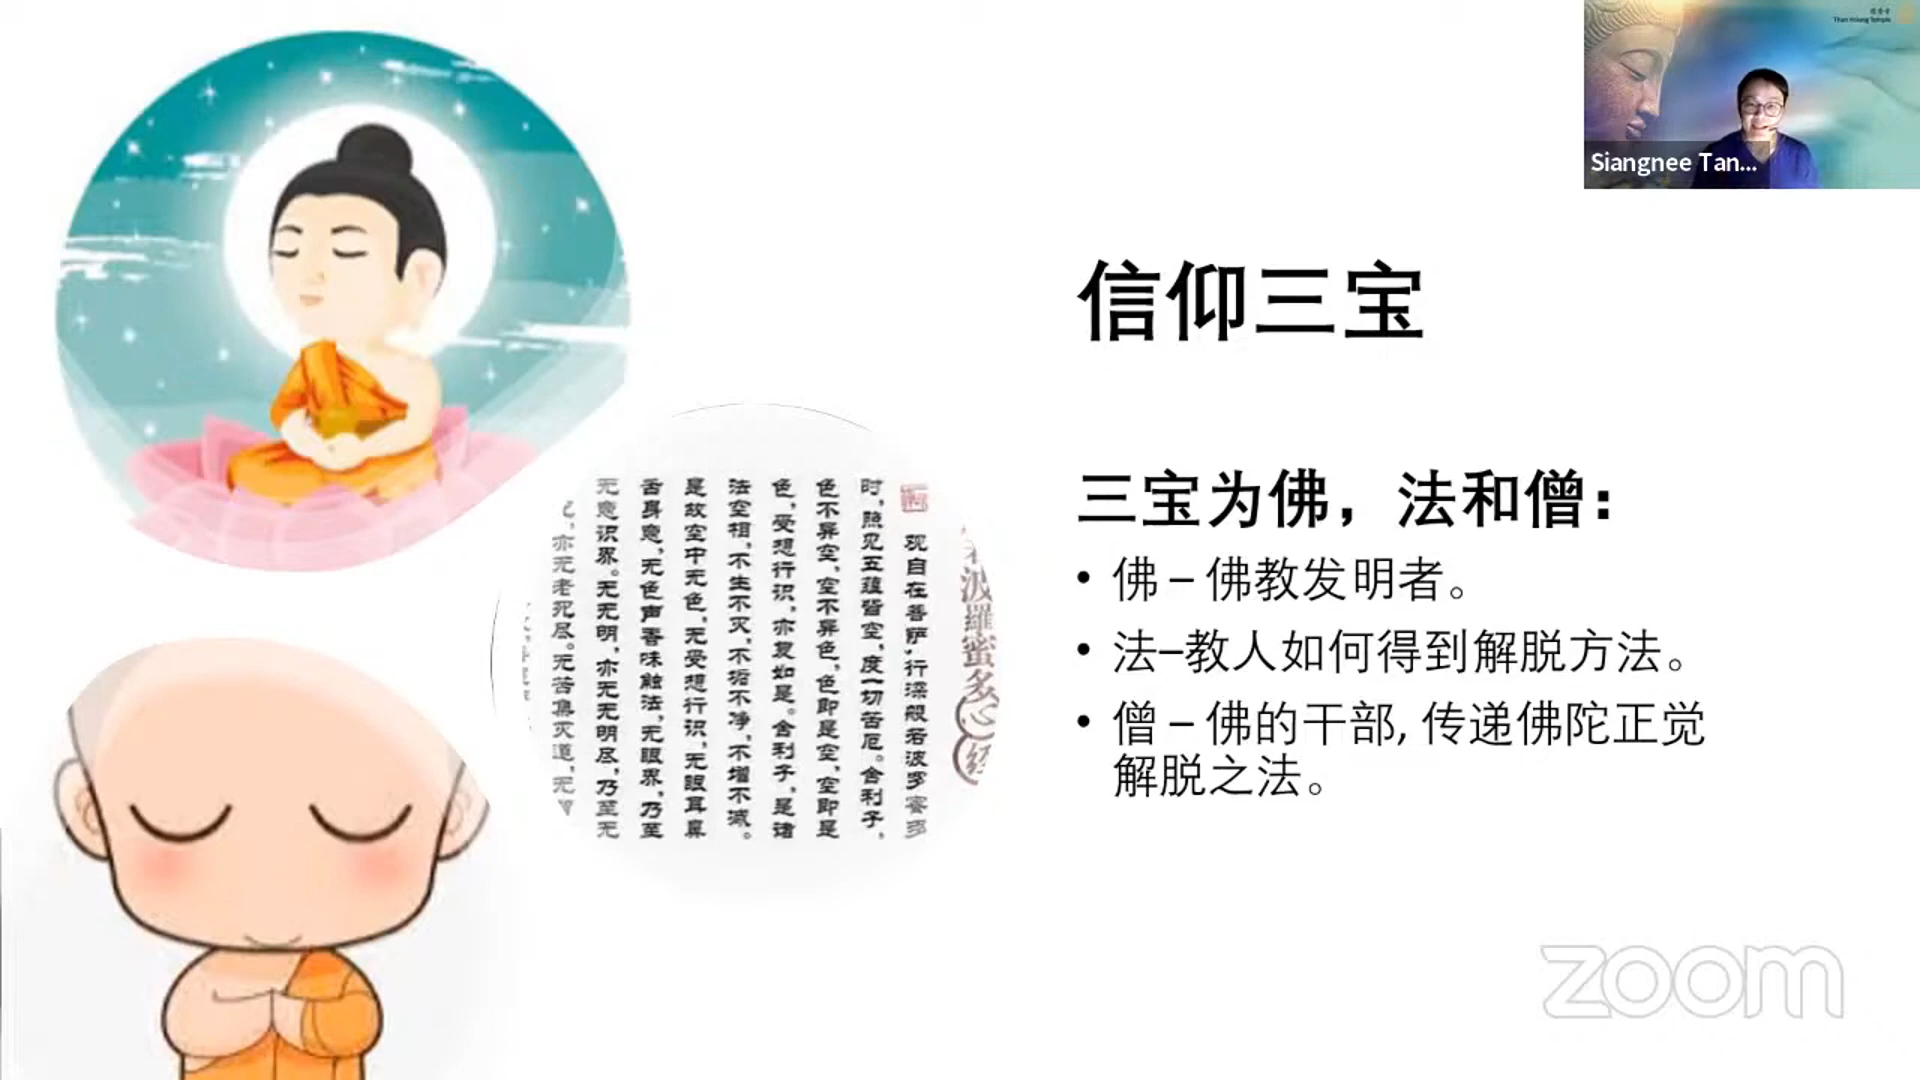 Than Hsiang Temple
Siangnee Tan...
信仰三宝
三宝为佛，法和僧：
• 佛 – 佛教发明者。
• 法–教人如何得到解脱方法。
• 僧 – 佛的干部, 传递佛陀正觉
解脱之法。
波羅蜜多心经
观自在菩萨,行深般若波罗蜜多
时,照见五蕴皆空,度一切苦厄。舍利子,
色不异空,空不异色,色即是空,空即是
色,受想行识,亦复如是。舍利子,是诸
法空相,不生不灭,不垢不净,不增不减。
是故空中无色,无受想行识,无眼耳鼻
舌身意,无色声香味触法,无眼界,乃至
无意识界。无无明,亦无无明尽,乃至无
亦无老死尽。无苦集灭道,无
zoom